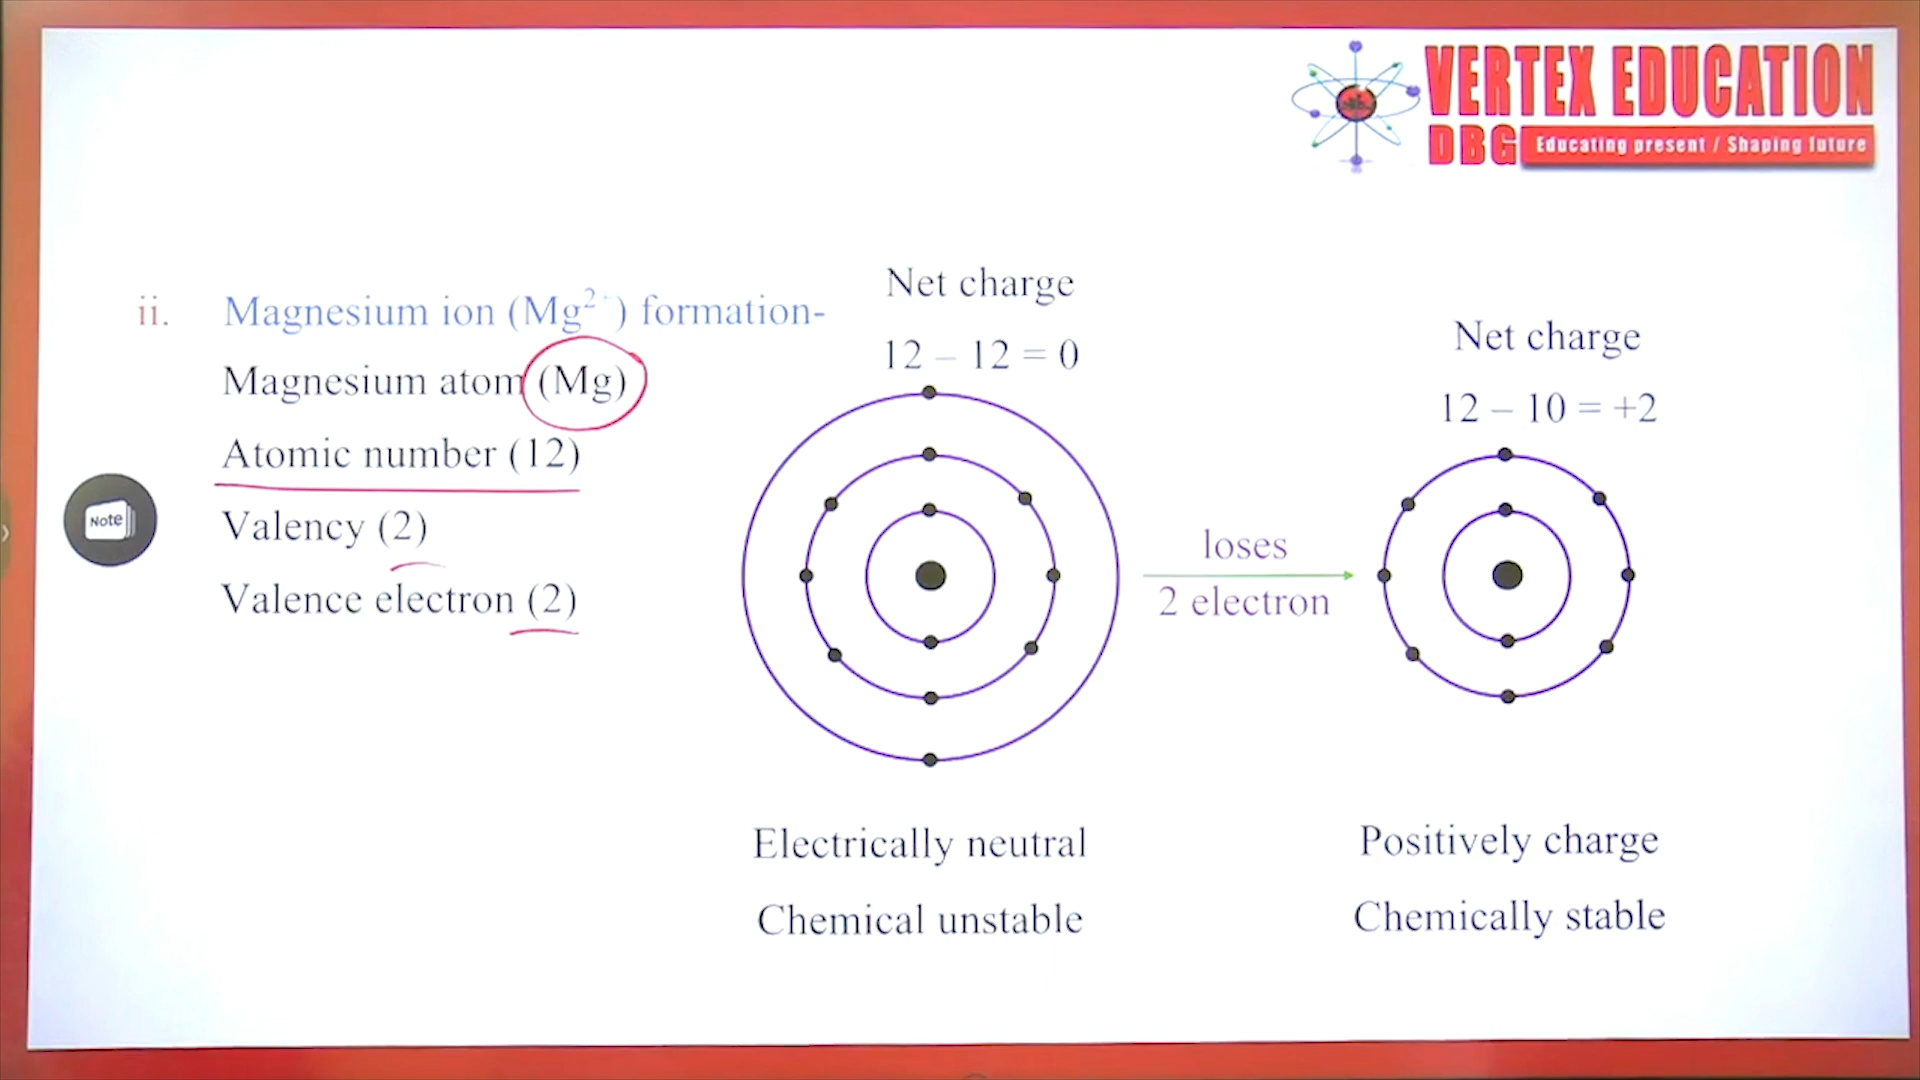 VERTEX EDUCATION
DBG Educating present / Shaping future
ii. Magnesium ion (Mg²⁺) formation-
Magnesium atom (Mg)
Atomic number (12)
Valency (2)
Valence electron (2)
Note
Net charge
12 – 12 = 0
loses
2 electron
Net charge
12 – 10 = +2
Electrically neutral
Chemical unstable
Positively charge
Chemically stable